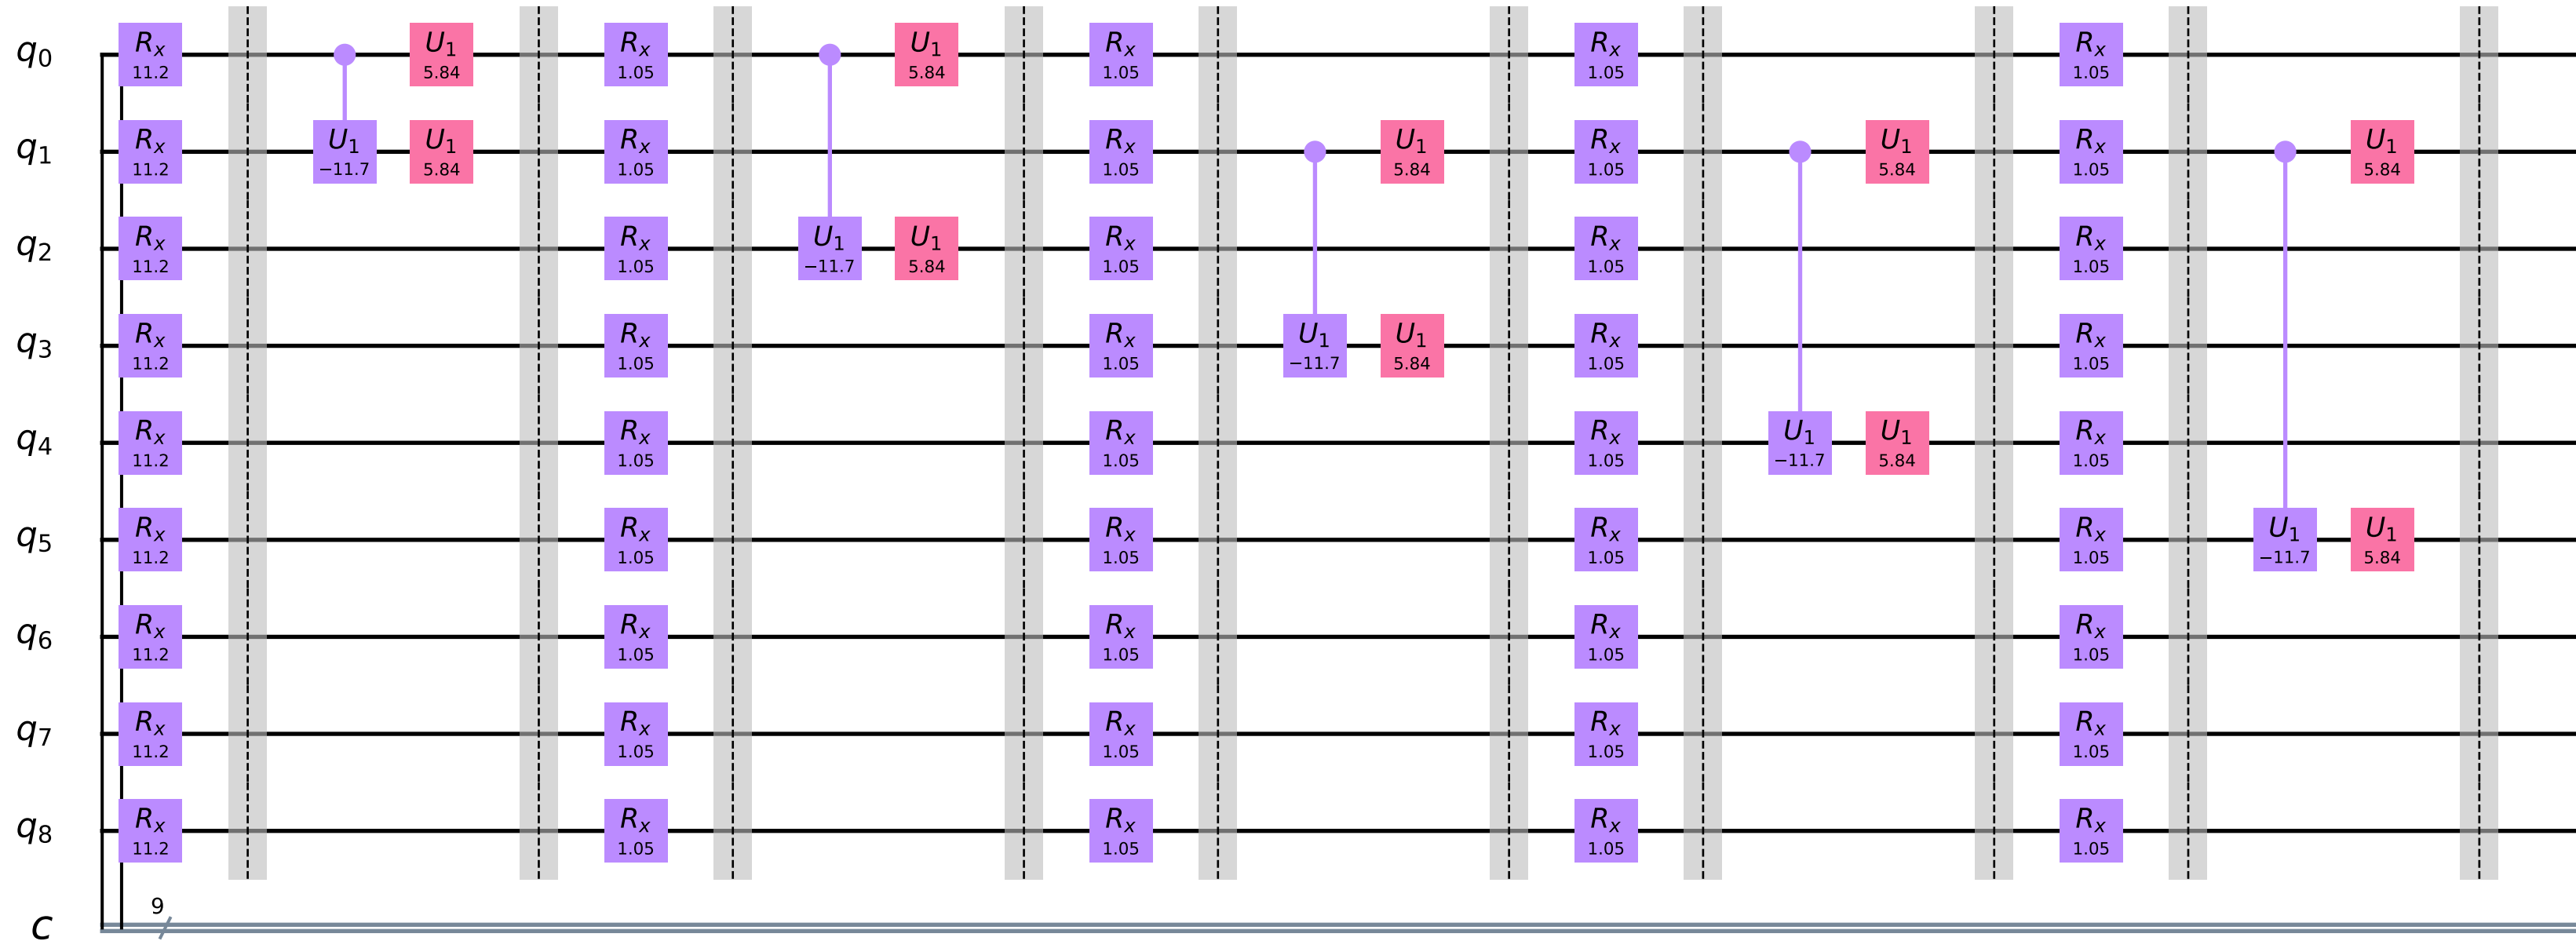 q0 Rx U1 Rx U1 Rx Rx Rx
11.2 5.84 1.05 5.84 1.05 1.05 1.05
q1 Rx U1 U1 Rx Rx U1 Rx U1 Rx U1
11.2 −11.7 5.84 1.05 1.05 5.84 1.05 5.84 1.05 5.84
q2 Rx Rx U1 U1 Rx Rx Rx
11.2 1.05 −11.7 5.84 1.05 1.05 1.05
q3 Rx Rx Rx U1 U1 Rx Rx
11.2 1.05 1.05 −11.7 5.84 1.05 1.05
q4 Rx Rx Rx Rx U1 U1 Rx
11.2 1.05 1.05 1.05 −11.7 5.84 1.05
q5 Rx Rx Rx Rx Rx U1 U1
11.2 1.05 1.05 1.05 1.05 −11.7 5.84
q6 Rx Rx Rx Rx Rx
11.2 1.05 1.05 1.05 1.05
q7 Rx Rx Rx Rx Rx
11.2 1.05 1.05 1.05 1.05
q8 Rx Rx Rx Rx Rx
11.2 1.05 1.05 1.05 1.05
9
c